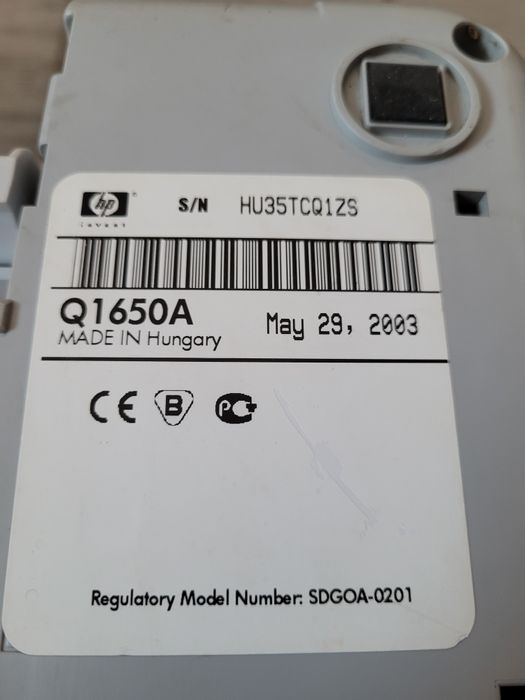 hp
invent
S/N HU35TCQ1ZS
Q1650A
May 29, 2003
MADE IN Hungary
CE B PC
Regulatory Model Number: SDGOA-0201